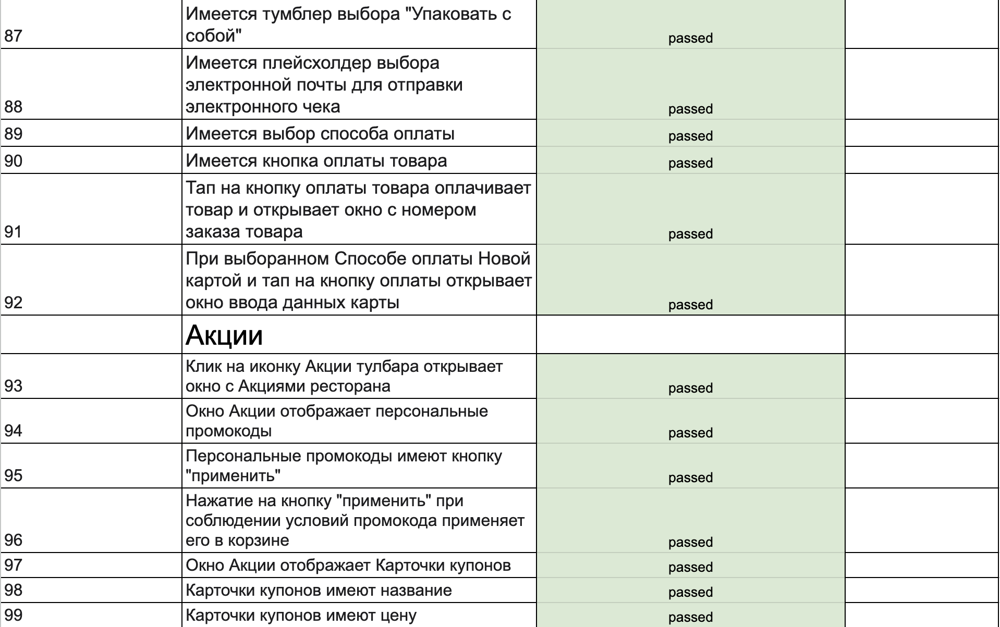 Имеется тумблер выбора "Упаковать с
собой"
87
passed
Имеется плейсхолдер выбора
электронной почты для отправки
электронного чека
88
passed
89
Имеется выбор способа оплаты
passed
90
Имеется кнопка оплаты товара
passed
Тап на кнопку оплаты товара оплачивает
товар и открывает окно с номером
заказа товара
91
passed
При выборанном Способе оплаты Новой
картой и тап на кнопку оплаты открывает
окно ввода данных карты
92
passed
Акции
Клик на иконку Акции тулбара открывает
окно с Акциями ресторана
93
passed
Окно Акции отображает персональные
промокоды
94
passed
Персональные промокоды имеют кнопку
"применить"
95
passed
Нажатие на кнопку "применить" при
соблюдении условий промокода применяет
его в корзине
96
passed
97
Окно Акции отображает Карточки купонов
passed
98
Карточки купонов имеют название
passed
99
Карточки купонов имеют цену
passed